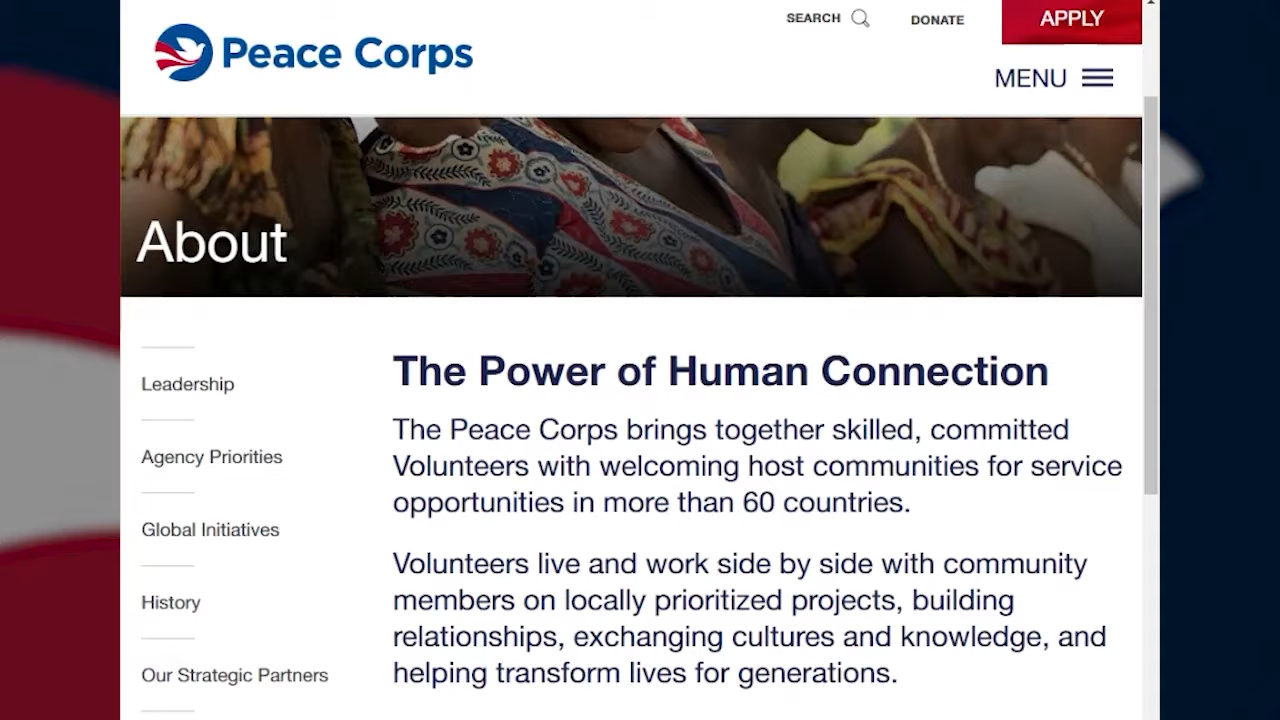 SEARCH
DONATE
APPLY
Peace Corps
MENU
About
Leadership
Agency Priorities
Global Initiatives
History
Our Strategic Partners
The Power of Human Connection
The Peace Corps brings together skilled, committed
Volunteers with welcoming host communities for service
opportunities in more than 60 countries.
Volunteers live and work side by side with community
members on locally prioritized projects, building
relationships, exchanging cultures and knowledge, and
helping transform lives for generations.